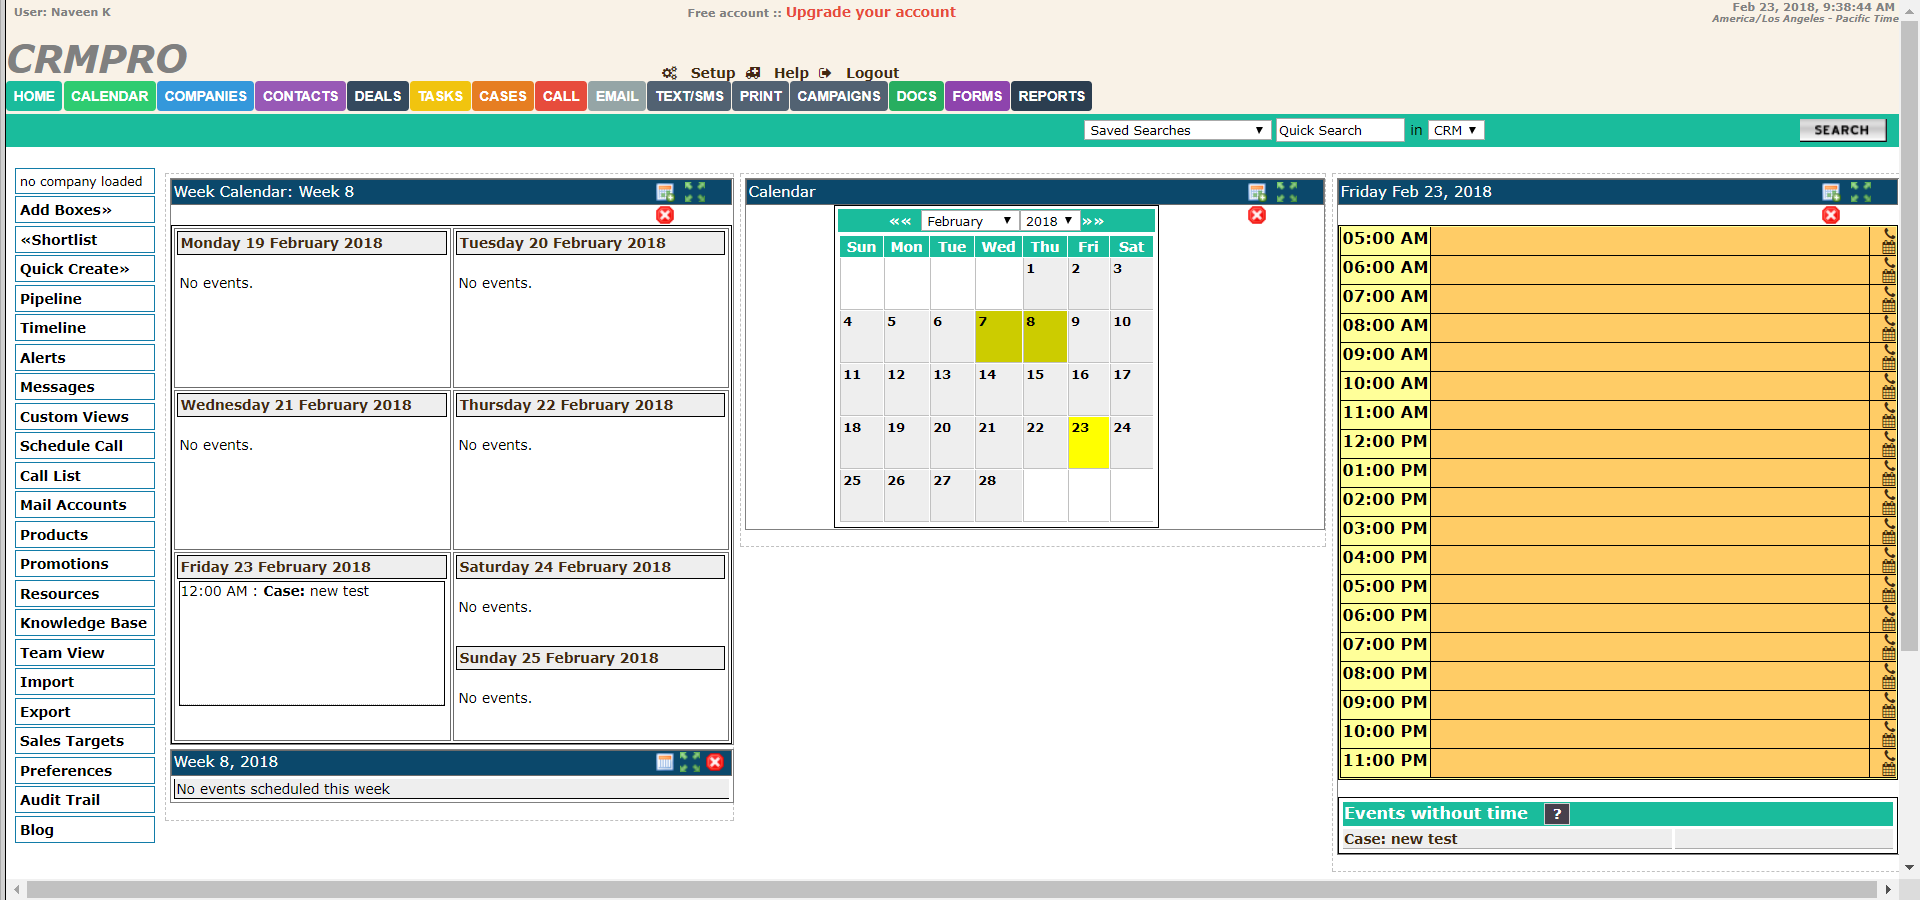 User: Naveen K
Free account :: Upgrade your account
Feb 23, 2018, 9:38:44 AM
America/Los Angeles - Pacific Time
CRMPRO
Setup Help Logout
HOME CALENDAR COMPANIES CONTACTS DEALS TASKS CASES CALL EMAIL TEXT/SMS PRINT CAMPAIGNS DOCS FORMS REPORTS
Saved Searches Quick Search in CRM SEARCH
no company loaded
Add Boxes»
«Shortlist
Quick Create»
Pipeline
Timeline
Alerts
Messages
Custom Views
Schedule Call
Call List
Mail Accounts
Products
Promotions
Resources
Knowledge Base
Team View
Import
Export
Sales Targets
Preferences
Audit Trail
Blog
Week Calendar: Week 8
Monday 19 February 2018
No events.
Tuesday 20 February 2018
No events.
Wednesday 21 February 2018
No events.
Thursday 22 February 2018
No events.
Friday 23 February 2018
12:00 AM : Case: new test
Saturday 24 February 2018
No events.
Sunday 25 February 2018
No events.
Week 8, 2018
No events scheduled this week
Calendar
«« February 2018 »»
Sun Mon Tue Wed Thu Fri Sat
1 2 3
4 5 6 7 8 9 10
11 12 13 14 15 16 17
18 19 20 21 22 23 24
25 26 27 28
Friday Feb 23, 2018
05:00 AM
06:00 AM
07:00 AM
08:00 AM
09:00 AM
10:00 AM
11:00 AM
12:00 PM
01:00 PM
02:00 PM
03:00 PM
04:00 PM
05:00 PM
06:00 PM
07:00 PM
08:00 PM
09:00 PM
10:00 PM
11:00 PM
Events without time ?
Case: new test